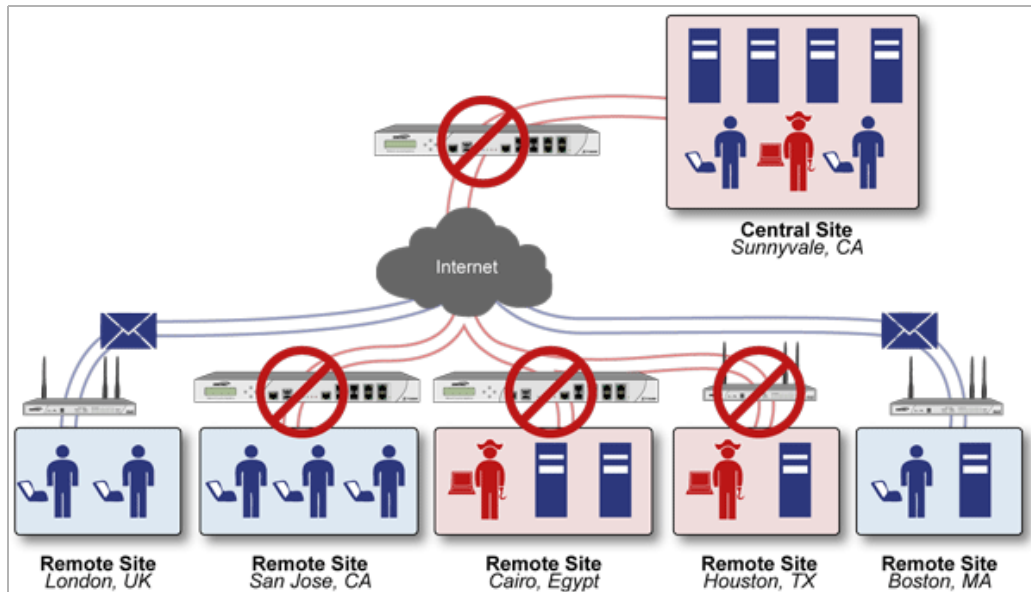 Central Site
Sunnyvale, CA
Internet
Remote Site
London, UK
Remote Site
San Jose, CA
Remote Site
Cairo, Egypt
Remote Site
Houston, TX
Remote Site
Boston, MA